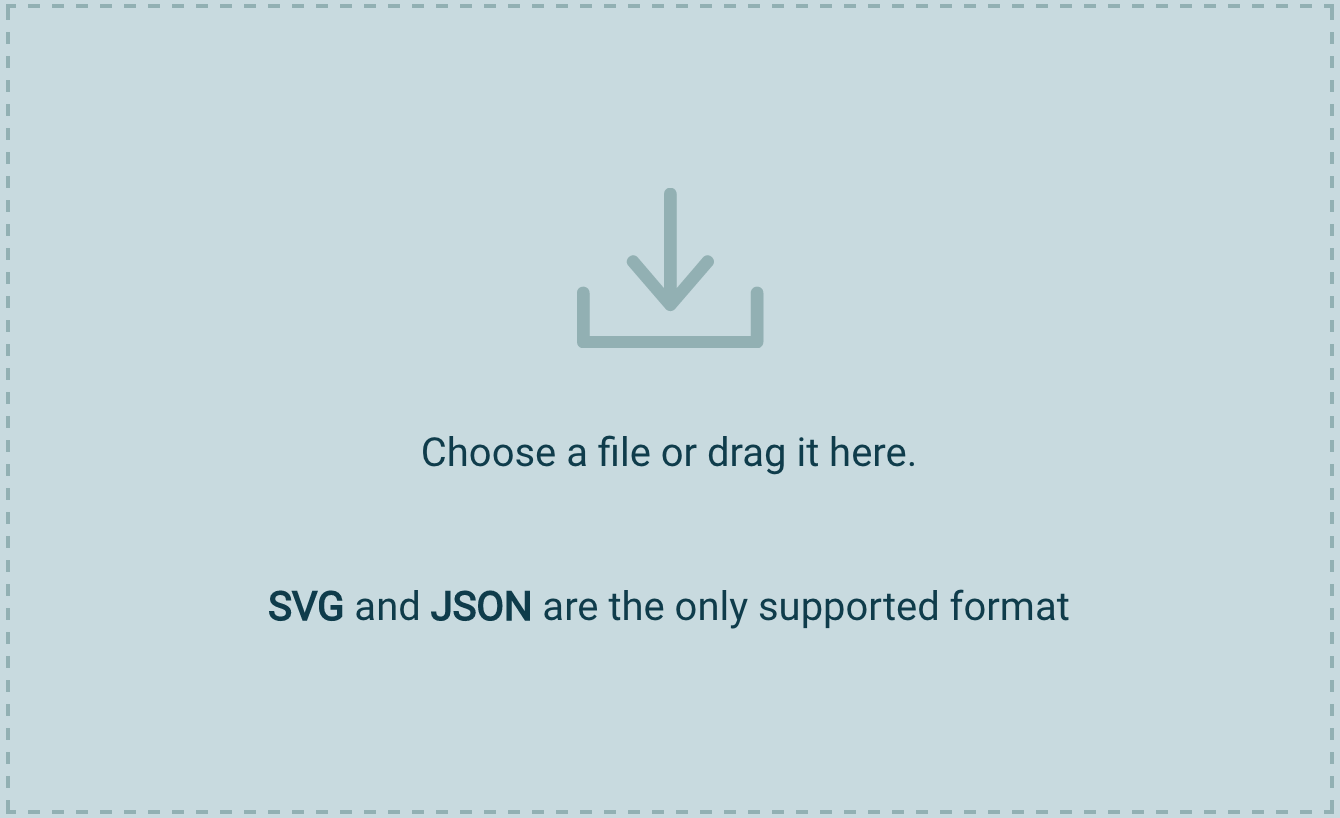 Choose a file or drag it here.
SVG and JSON are the only supported format